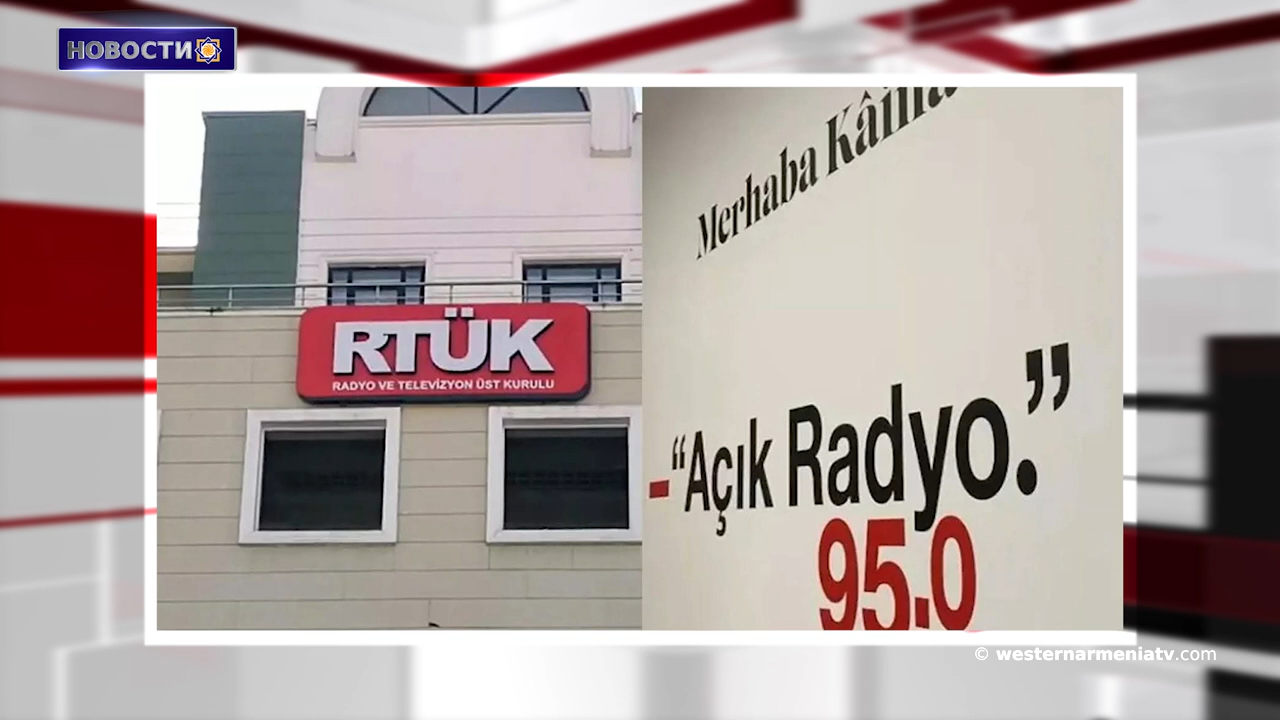 НОВОСТИ
RTÜK
RADYO VE TELEVİZYON ÜST KURULU
Merhaba
–“Açık Radyo.”
95.0
© westernarmeniatv.com